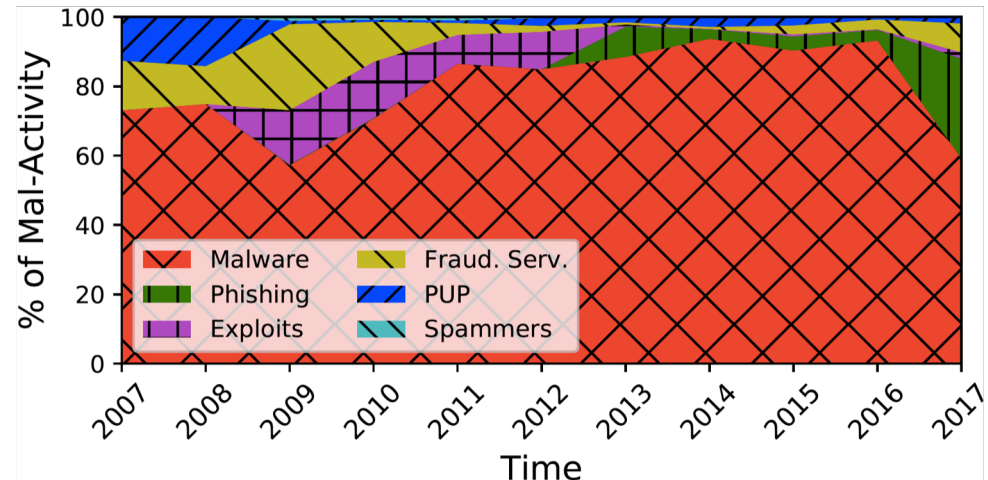 % of Mal-Activity
100
80
60
40
20
0
Malware
Fraud. Serv.
Phishing
PUP
Exploits
Spammers
2007
2008
2009
2010
2011
2012
2013
2014
2015
2016
2017
Time